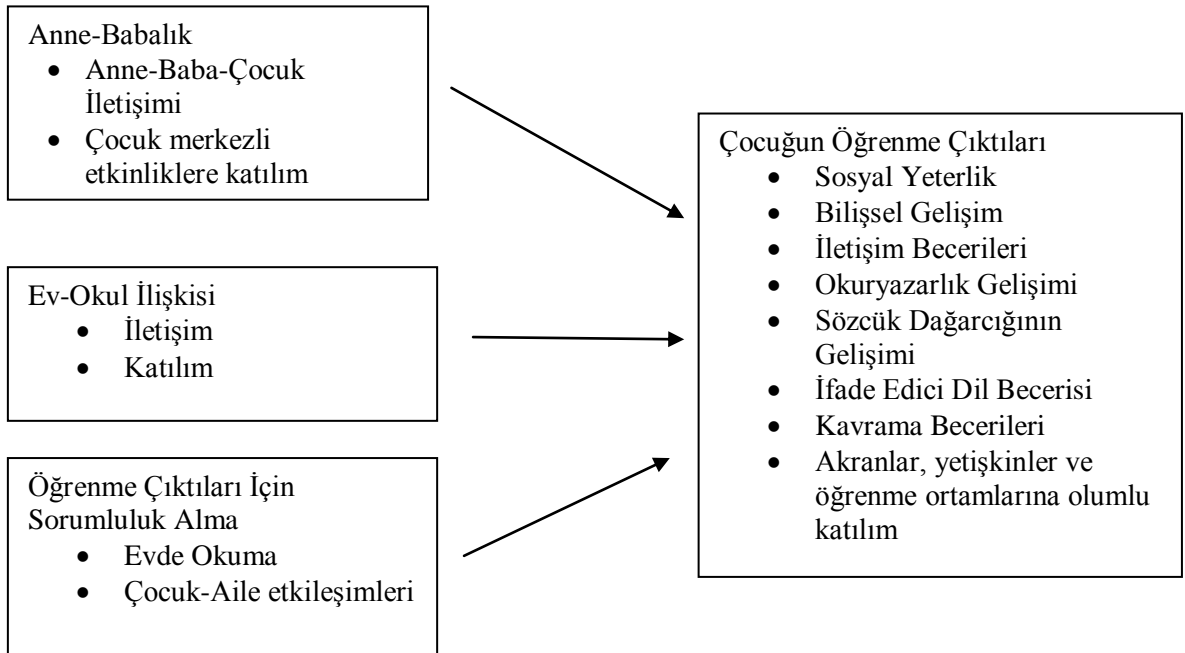 Anne-Babalık
• Anne-Baba-Çocuk
İletişimi
• Çocuk merkezli
etkinliklere katılım
Ev-Okul İlişkisi
• İletişim
• Katılım
Öğrenme Çıktıları İçin
Sorumluluk Alma
• Evde Okuma
• Çocuk-Aile etkileşimleri
Çocuğun Öğrenme Çıktıları
• Sosyal Yeterlik
• Bilişsel Gelişim
• İletişim Becerileri
• Okuryazarlık Gelişimi
• Sözcük Dağarcığının
Gelişimi
• İfade Edici Dil Becerisi
• Kavrama Becerileri
• Akranlar, yetişkinler ve
öğrenme ortamlarına olumlu
katılım